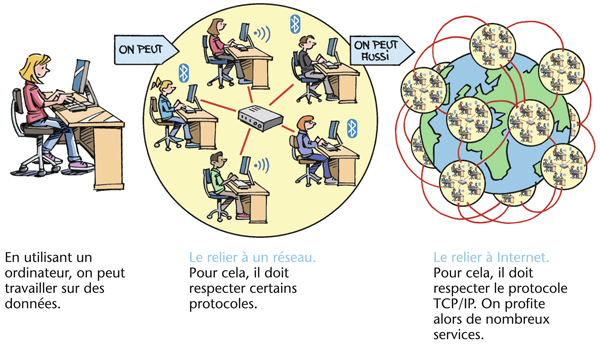 ON PEUT
ON PEUT
AUSSI
En utilisant un
ordinateur, on peut
travailler sur des
données.
Le relier à un réseau.
Pour cela, il doit
respecter certains
protocoles.
Le relier à Internet.
Pour cela, il doit
respecter le protocole
TCP/IP. On profite
alors de nombreux
services.